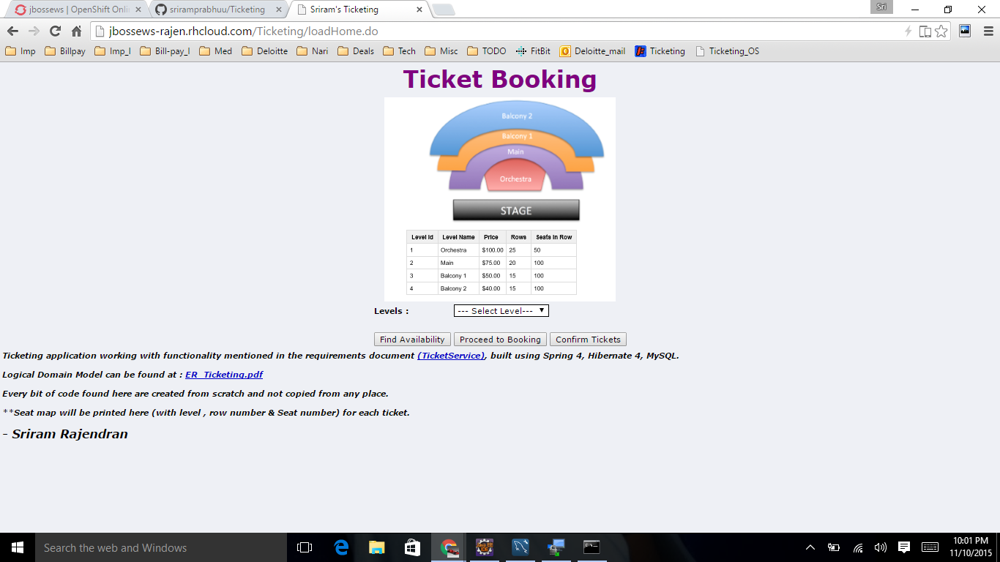 jbossews | OpenShift Onli
sriramprabhuu/Ticketing
Sriram's Ticketing
Sri
jbossews-rajen.rhcloud.com/Ticketing/loadHome.do
Imp Billpay Imp_I Bill-pay_I Med Deloitte Nari Deals Tech Misc TODO FitBit Deloitte_mail Ticketing Ticketing_OS
Ticket Booking
Balcony 2
Balcony 1
Main
Orchestra
STAGE
Level Id Level Name Price Rows Seats in Row
1 Orchestra $100.00 25 50
2 Main $75.00 20 100
3 Balcony 1 $50.00 15 100
4 Balcony 2 $40.00 15 100
Levels : --- Select Level---
Find Availability Proceed to Booking Confirm Tickets
Ticketing application working with functionality mentioned in the requirements document (TicketService), built using Spring 4, Hibernate 4, MySQL.
Logical Domain Model can be found at : ER_Ticketing.pdf
Every bit of code found here are created from scratch and not copied from any place.
**Seat map will be printed here (with level , row number & Seat number) for each ticket.
- Sriram Rajendran
Search the web and Windows
10:01 PM
11/10/2015